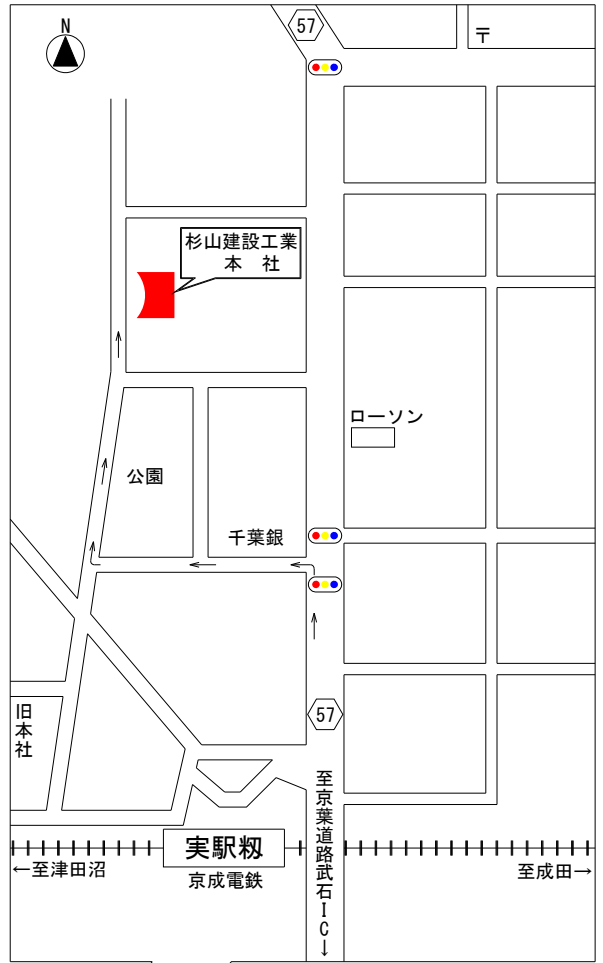 N
57
〒
杉山建設工業
本 社
ローソン
公園
千葉銀
57
旧本社
至京葉道路武石IC↓
実駅籾
←至津田沼
京成電鉄
至成田→